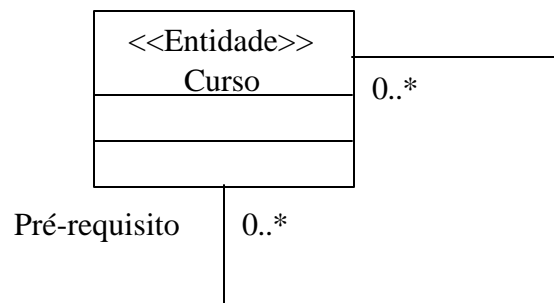 <<Entidade>>
Curso
0..*
Pré-requisito
0..*